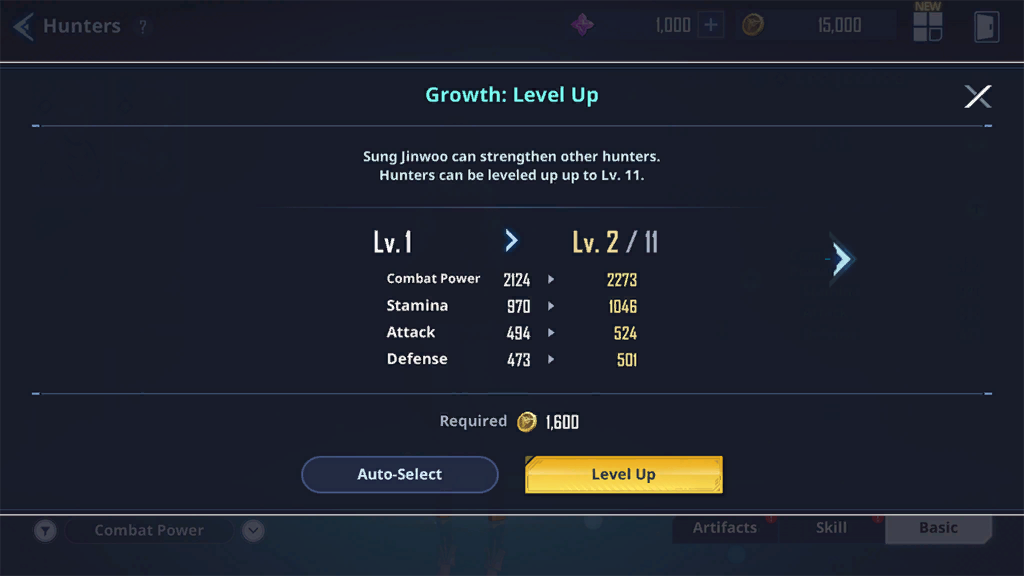 Hunters ?
1,000 +
15,000
NEW
Growth: Level Up
Sung Jinwoo can strengthen other hunters.
Hunters can be leveled up up to Lv. 11.
Lv. 1
Lv. 2 / 11
Combat Power 2124 2273
Stamina 970 1046
Attack 494 524
Defense 473 501
Required 1,600
Auto-Select
Level Up
Combat Power
Artifacts
Skill
Basic